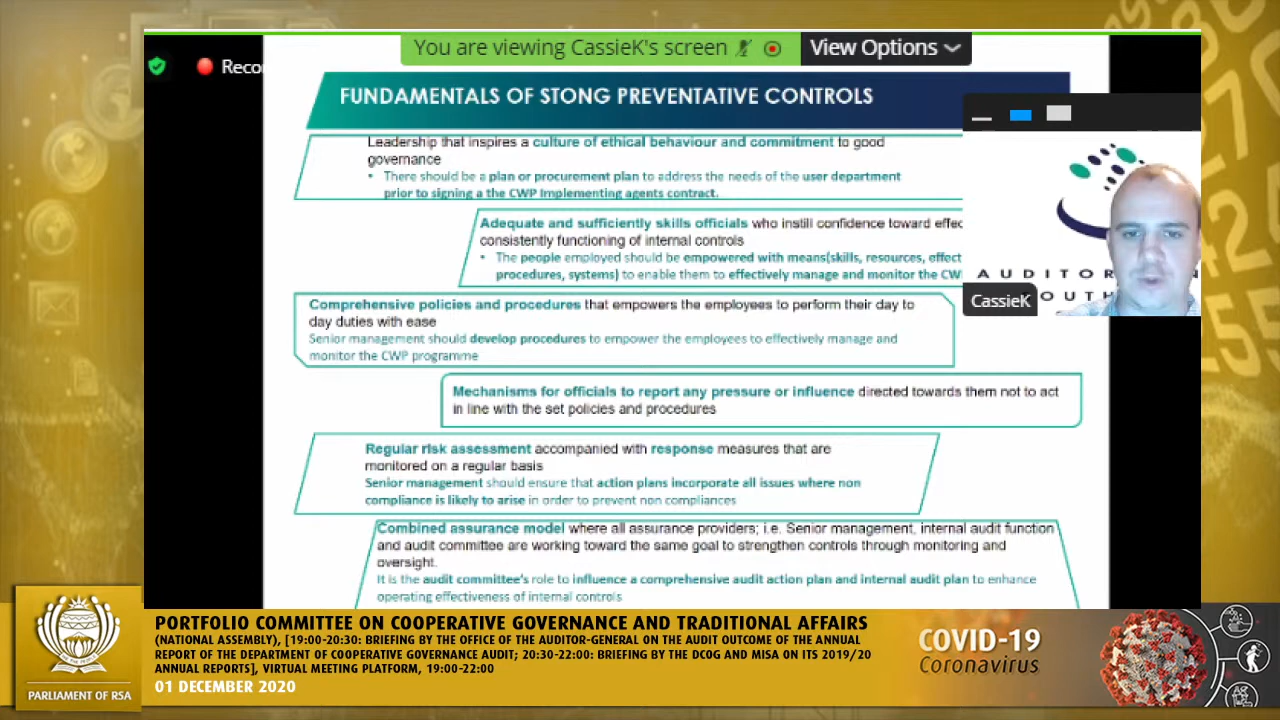 You are viewing CassieK's screen
View Options
Reco
FUNDAMENTALS OF STONG PREVENTATIVE CONTROLS
Leadership that inspires a culture of ethical behaviour and commitment to good
governance
• There should be a plan or procurement plan to address the needs of the user department
prior to signing a the CWP Implementing agents contract.
Adequate and sufficiently skills officials who instill confidence toward effec
consistently functioning of internal controls
• The people employed should be empowered with means(skills, resources, effect
procedures, systems) to enable them to effectively manage and monitor the CW
AUDITOR
OUTH
CassieK
Comprehensive policies and procedures that empowers the employees to perform their day to
day duties with ease
Senior management should develop procedures to empower the employees to effectively manage and
monitor the CWP programme
Mechanisms for officials to report any pressure or influence directed towards them not to act
in line with the set policies and procedures
Regular risk assessment accompanied with response measures that are
monitored on a regular basis
Senior management should ensure that action plans incorporate all issues where non
compliance is likely to arise in order to prevent non compliances
Combined assurance model where all assurance providers; i.e. Senior management, internal audit function
and audit committee are working toward the same goal to strengthen controls through monitoring and
oversight.
It is the audit committee's role to influence a comprehensive audit action plan and internal audit plan to enhance
operating effectiveness of internal controls
PARLIAMENT OF RSA
PORTFOLIO COMMITTEE ON COOPERATIVE GOVERNANCE AND TRADITIONAL AFFAIRS
(NATIONAL ASSEMBLY), [19:00-20:30: BRIEFING BY THE OFFICE OF THE AUDITOR-GENERAL ON THE AUDIT OUTCOME OF THE ANNUAL
REPORT OF THE DEPARTMENT OF COOPERATIVE GOVERNANCE AUDIT; 20:30-22:00: BRIEFING BY THE DCOG AND MISA ON ITS 2019/20
ANNUAL REPORTS], VIRTUAL MEETING PLATFORM, 19:00-22:00
01 DECEMBER 2020
COVID-19
Coronavirus